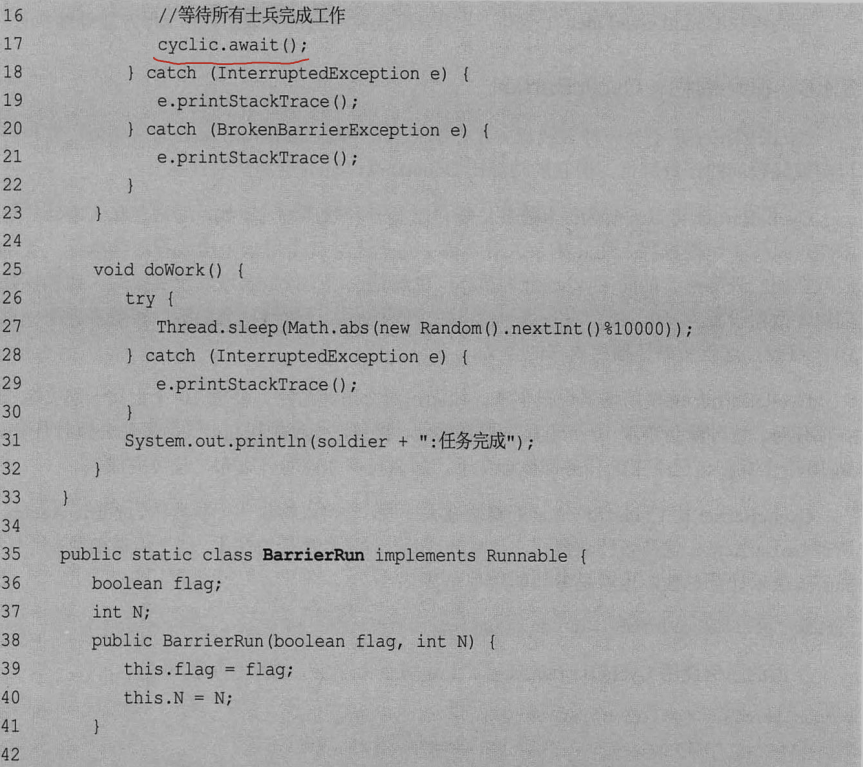 16 //等待所有士兵完成工作
17 cyclic.await();
18 } catch (InterruptedException e) {
19 e.printStackTrace();
20 } catch (BrokenBarrierException e) {
21 e.printStackTrace();
22 }
23 }
24
25 void doWork() {
26 try {
27 Thread.sleep(Math.abs(new Random().nextInt()%10000));
28 } catch (InterruptedException e) {
29 e.printStackTrace();
30 }
31 System.out.println(soldier + ":任务完成");
32 }
33 }
34
35 public static class BarrierRun implements Runnable {
36 boolean flag;
37 int N;
38 public BarrierRun(boolean flag, int N) {
39 this.flag = flag;
40 this.N = N;
41 }
42